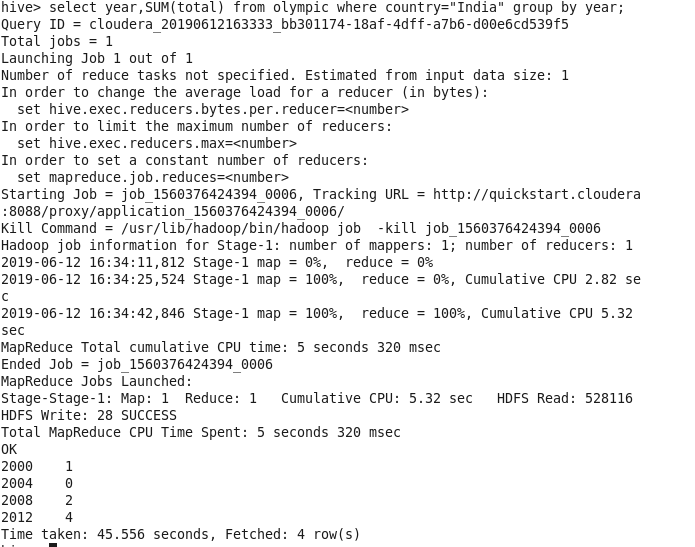 hive> select year,SUM(total) from olympic where country="India" group by year;
Query ID = cloudera_20190612163333_bb301174-18af-4dff-a7b6-d00e6cd539f5
Total jobs = 1
Launching Job 1 out of 1
Number of reduce tasks not specified. Estimated from input data size: 1
In order to change the average load for a reducer (in bytes):
  set hive.exec.reducers.bytes.per.reducer=<number>
In order to limit the maximum number of reducers:
  set hive.exec.reducers.max=<number>
In order to set a constant number of reducers:
  set mapreduce.job.reduces=<number>
Starting Job = job_1560376424394_0006, Tracking URL = http://quickstart.cloudera
:8088/proxy/application_1560376424394_0006/
Kill Command = /usr/lib/hadoop/bin/hadoop job  -kill job_1560376424394_0006
Hadoop job information for Stage-1: number of mappers: 1; number of reducers: 1
2019-06-12 16:34:11,812 Stage-1 map = 0%,  reduce = 0%
2019-06-12 16:34:25,524 Stage-1 map = 100%,  reduce = 0%, Cumulative CPU 2.82 se
c
2019-06-12 16:34:42,846 Stage-1 map = 100%,  reduce = 100%, Cumulative CPU 5.32
sec
MapReduce Total cumulative CPU time: 5 seconds 320 msec
Ended Job = job_1560376424394_0006
MapReduce Jobs Launched:
Stage-Stage-1: Map: 1  Reduce: 1   Cumulative CPU: 5.32 sec   HDFS Read: 528116
HDFS Write: 28 SUCCESS
Total MapReduce CPU Time Spent: 5 seconds 320 msec
OK
2000    1
2004    0
2008    2
2012    4
Time taken: 45.556 seconds, Fetched: 4 row(s)